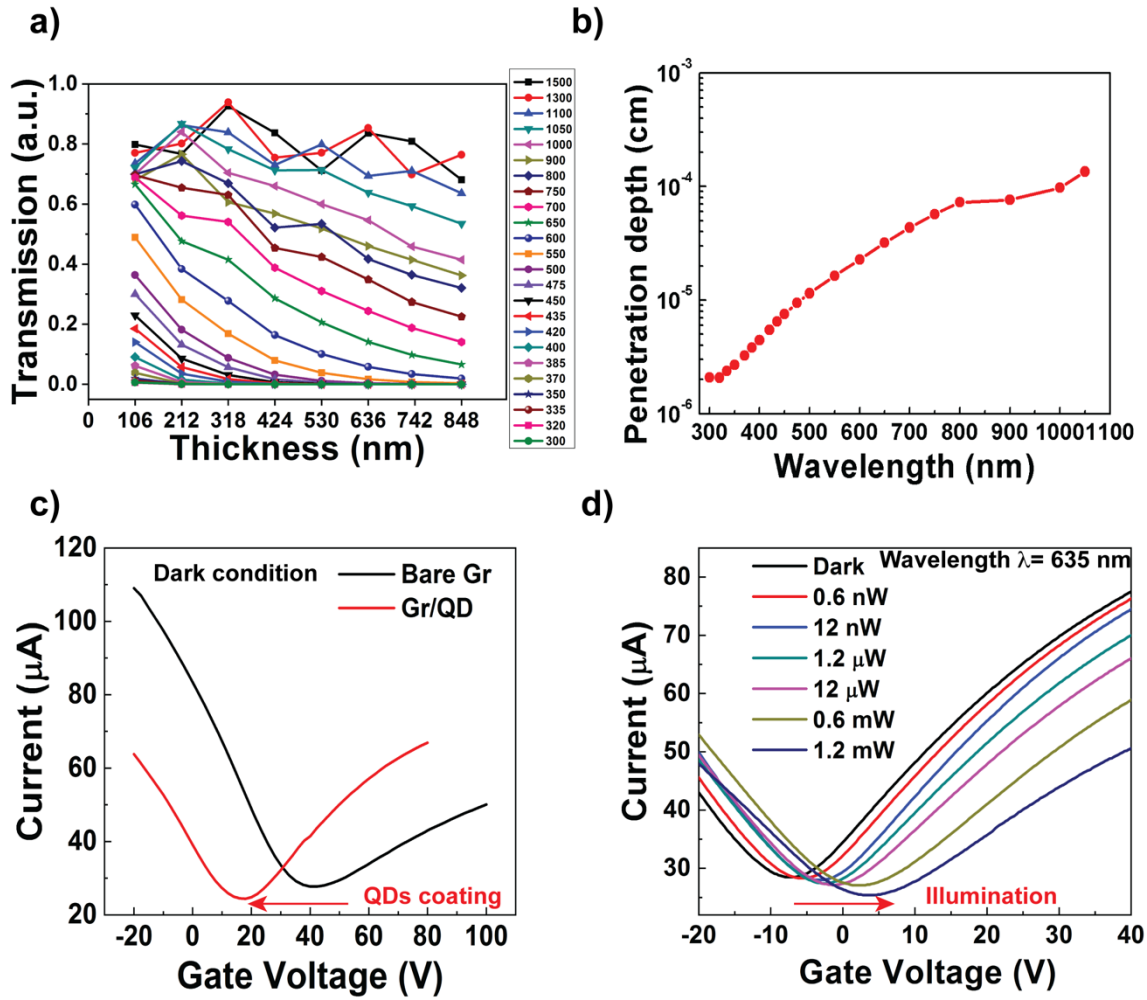 a)
Transmission (a.u.)
1.0
0.8
0.6
0.4
0.2
0.0
0 106 212 318 424 530 636 742 848
Thickness (nm)
1500
1300
1100
1050
1000
900
800
750
700
650
600
550
500
475
450
435
420
400
385
370
350
335
320
300
b)
Penetration depth (cm)
10⁻³
10⁻⁴
10⁻⁵
10⁻⁶
300 400 500 600 700 800 900 1000 1100
Wavelength (nm)
c)
Current (μA)
120
100
80
60
40
20
Dark condition
Bare Gr
Gr/QD
QDs coating
-20 0 20 40 60 80 100
Gate Voltage (V)
d)
Current (μA)
80
70
60
50
40
30
Wavelength λ= 635 nm
Dark
0.6 nW
12 nW
1.2 μW
12 μW
0.6 mW
1.2 mW
Illumination
-20 -10 0 10 20 30 40
Gate Voltage (V)